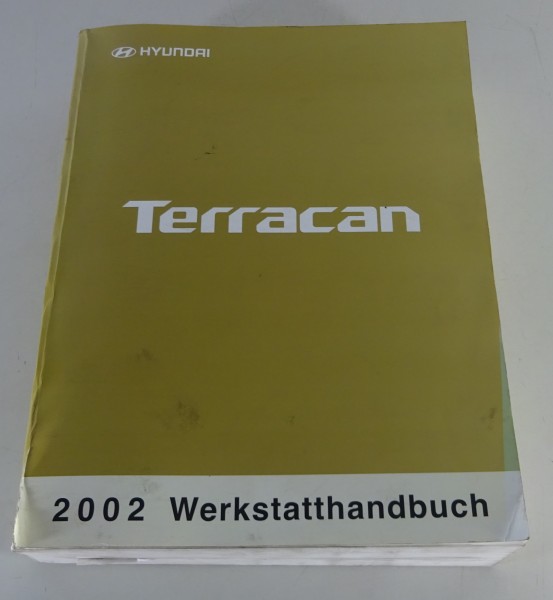 HYUNDAI
Terracan
2002 Werkstatthandbuch